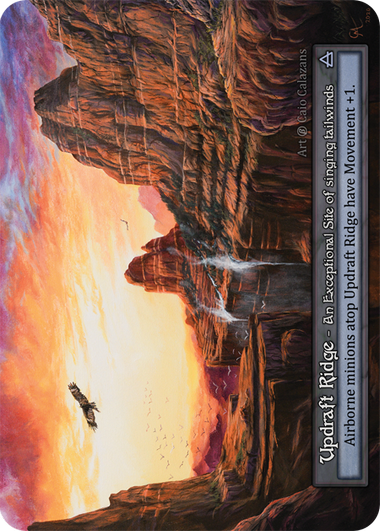 Updraft Ridge – An Exceptional Site of singing tailwinds
Airborne minions atop Updraft Ridge have Movement +1.
Art @ Caio Calazans